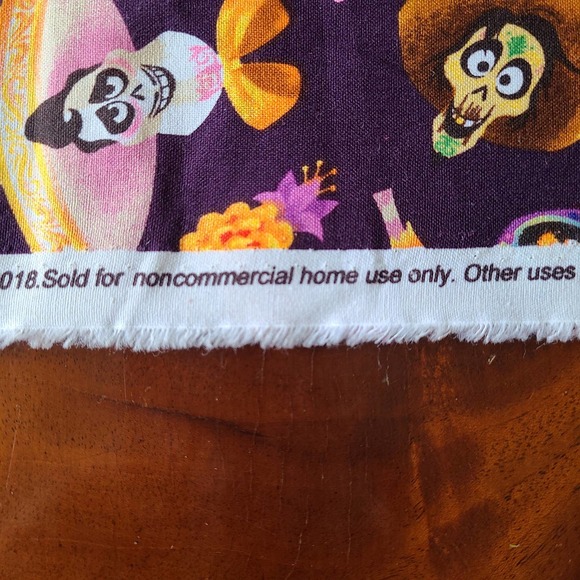 018.Sold for noncommercial home use only. Other uses